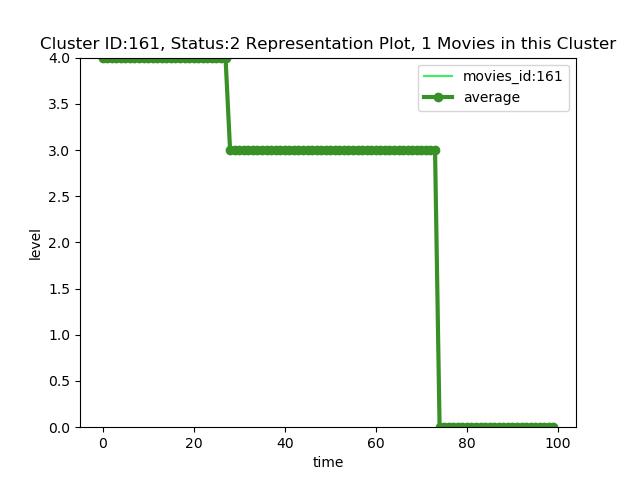 Cluster ID:161, Status:2 Representation Plot, 1 Movies in this Cluster
movies_id:161
average
4.0
3.5
3.0
2.5
2.0
1.5
1.0
0.5
0.0
level
0 20 40 60 80 100
time